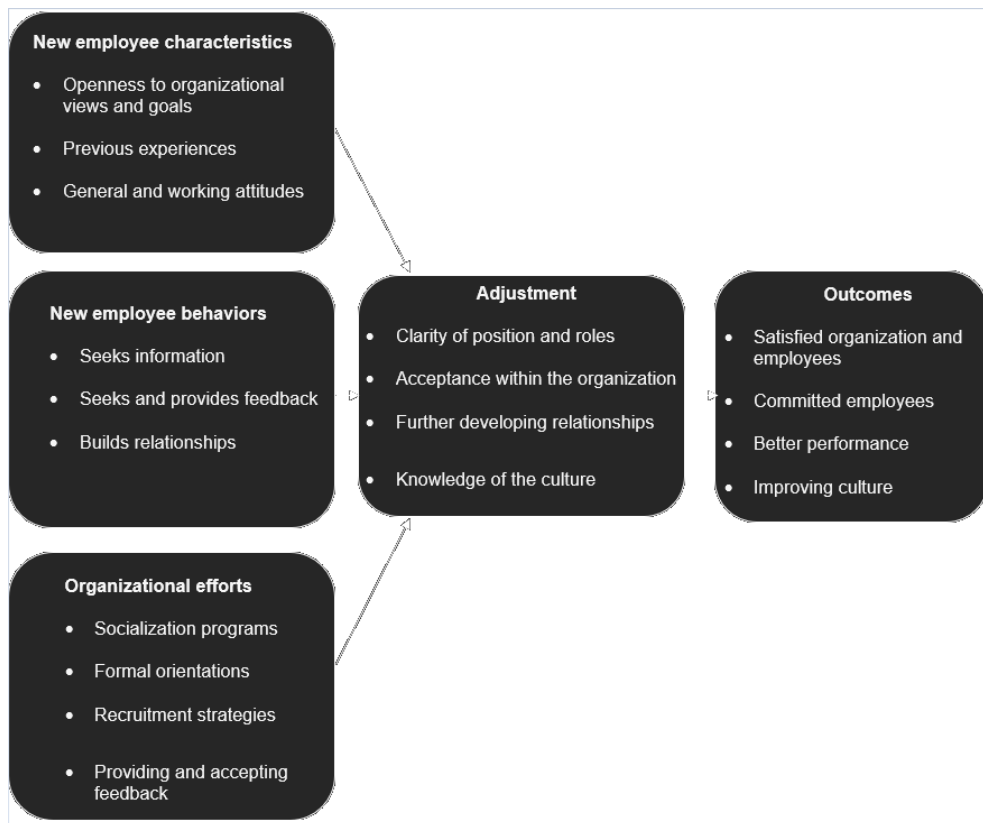 New employee characteristics
• Openness to organizational
views and goals
• Previous experiences
• General and working attitudes
New employee behaviors
• Seeks information
• Seeks and provides feedback
• Builds relationships
Organizational efforts
• Socialization programs
• Formal orientations
• Recruitment strategies
• Providing and accepting
feedback
Adjustment
• Clarity of position and roles
• Acceptance within the organization
• Further developing relationships
• Knowledge of the culture
Outcomes
• Satisfied organization and
employees
• Committed employees
• Better performance
• Improving culture